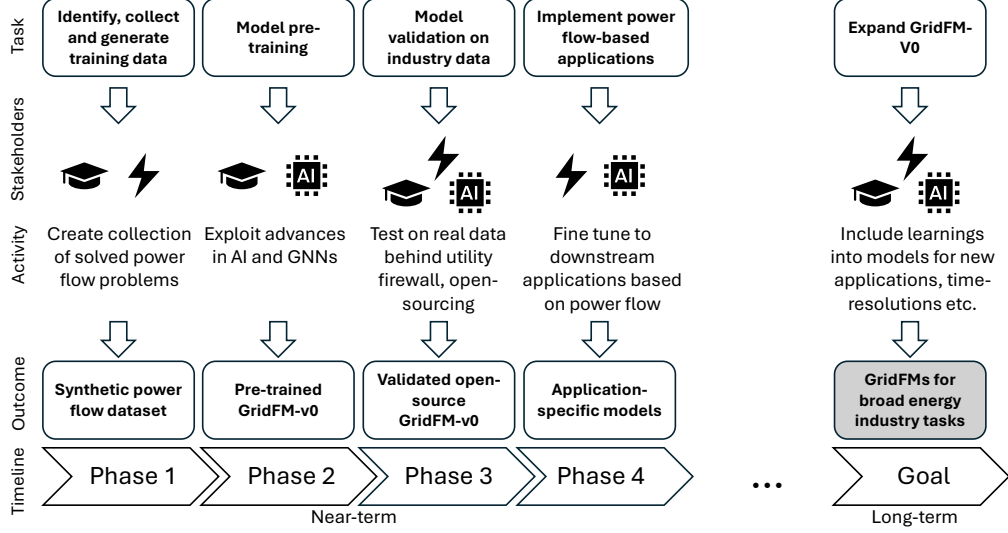 Task
Identify, collect
and generate
training data
Model pre-
training
Model
validation on
industry data
Implement power
flow-based
applications
Expand GridFM-
V0
Stakeholders
AI
AI
AI
AI
Activity
Create collection
of solved power
flow problems
Exploit advances
in AI and GNNs
Test on real data
behind utility
firewall, open-
sourcing
Fine tune to
downstream
applications based
on power flow
Include learnings
into models for new
applications, time-
resolutions etc.
Outcome
Synthetic power
flow dataset
Pre-trained
GridFM-v0
Validated open-
source
GridFM-v0
Application-
specific models
GridFMs for
broad energy
industry tasks
Timeline
Phase 1
Phase 2
Phase 3
Phase 4
...
Goal
Near-term
Long-term